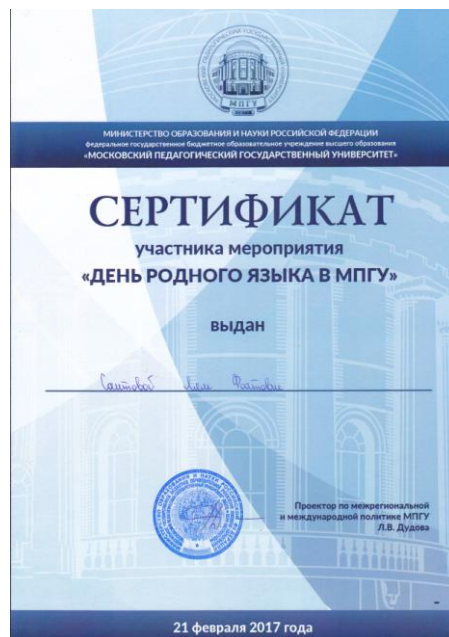 МПГУ
МИНИСТЕРСТВО ОБРАЗОВАНИЯ И НАУКИ РОССИЙСКОЙ ФЕДЕРАЦИИ
федеральное государственное бюджетное образовательное учреждение высшего образования
«МОСКОВСКИЙ ПЕДАГОГИЧЕСКИЙ ГОСУДАРСТВЕННЫЙ УНИВЕРСИТЕТ»
СЕРТИФИКАТ
участника мероприятия
«ДЕНЬ РОДНОГО ЯЗЫКА В МПГУ»
выдан
Проректор по межрегиональной
и международной политике МПГУ
Л.В. Дудова
21 февраля 2017 года